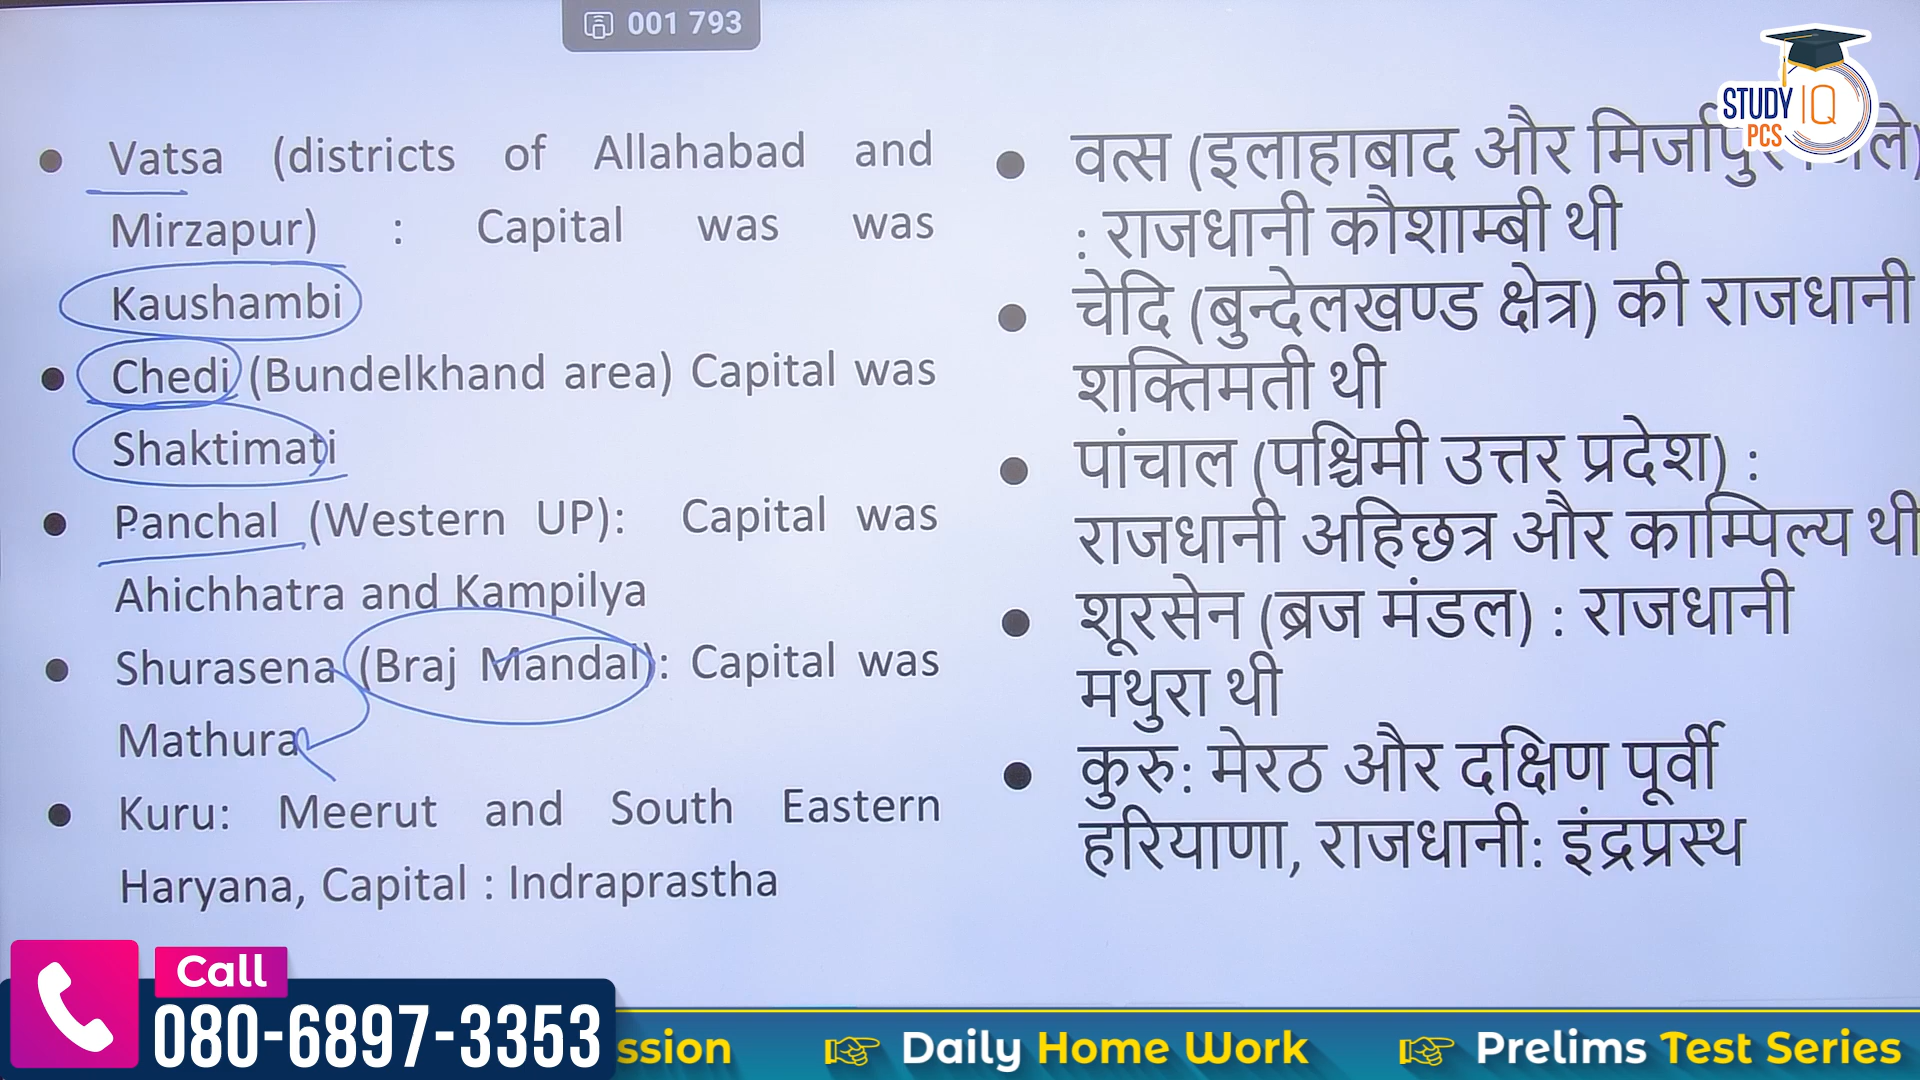 001 793
STUDY IQ
PCS
● Vatsa (districts of Allahabad and
Mirzapur) : Capital was was
Kaushambi
● Chedi (Bundelkhand area) Capital was
Shaktimati
● Panchal (Western UP): Capital was
Ahichhatra and Kampilya
● Shurasena (Braj Mandal): Capital was
Mathura
● Kuru: Meerut and South Eastern
Haryana, Capital : Indraprastha
● वत्स (इलाहाबाद और मिर्जापुर
: राजधानी कौशाम्बी थी
● चेदि (बुन्देलखण्ड क्षेत्र) की राजधानी
शक्तिमती थी
● पांचाल (पश्चिमी उत्तर प्रदेश) :
राजधानी अहिछत्र और काम्पिल्य थी
● शूरसेन (ब्रज मंडल) : राजधानी
मथुरा थी
● कुरु: मेरठ और दक्षिण पूर्वी
हरियाणा, राजधानी: इंद्रप्रस्थ
Call
080-6897-3353
ssion Daily Home Work Prelims Test Series